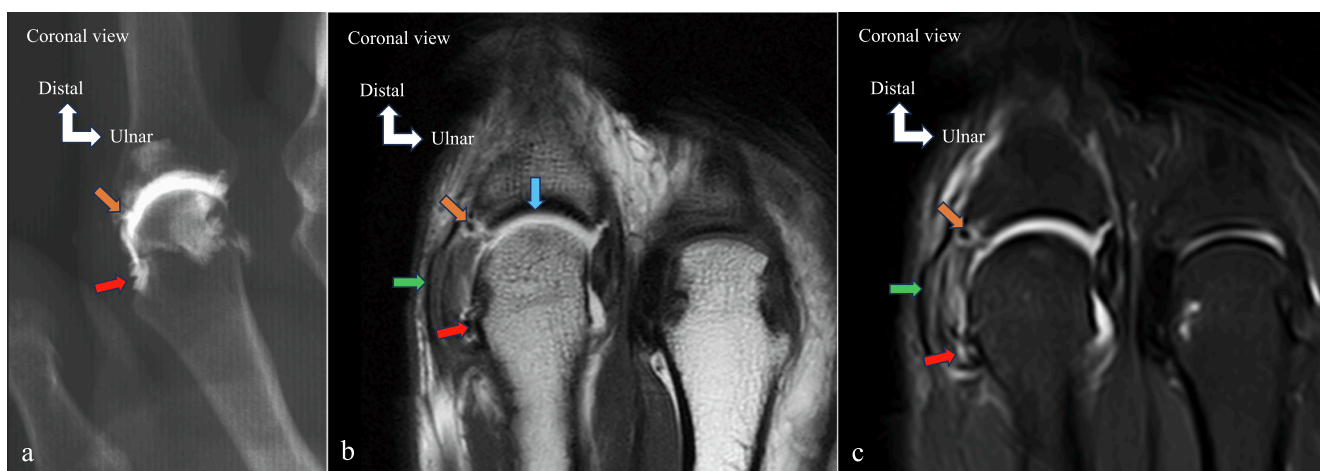 Coronal view
Distal
Ulnar
a
Coronal view
Distal
Ulnar
b
Coronal view
Distal
Ulnar
c